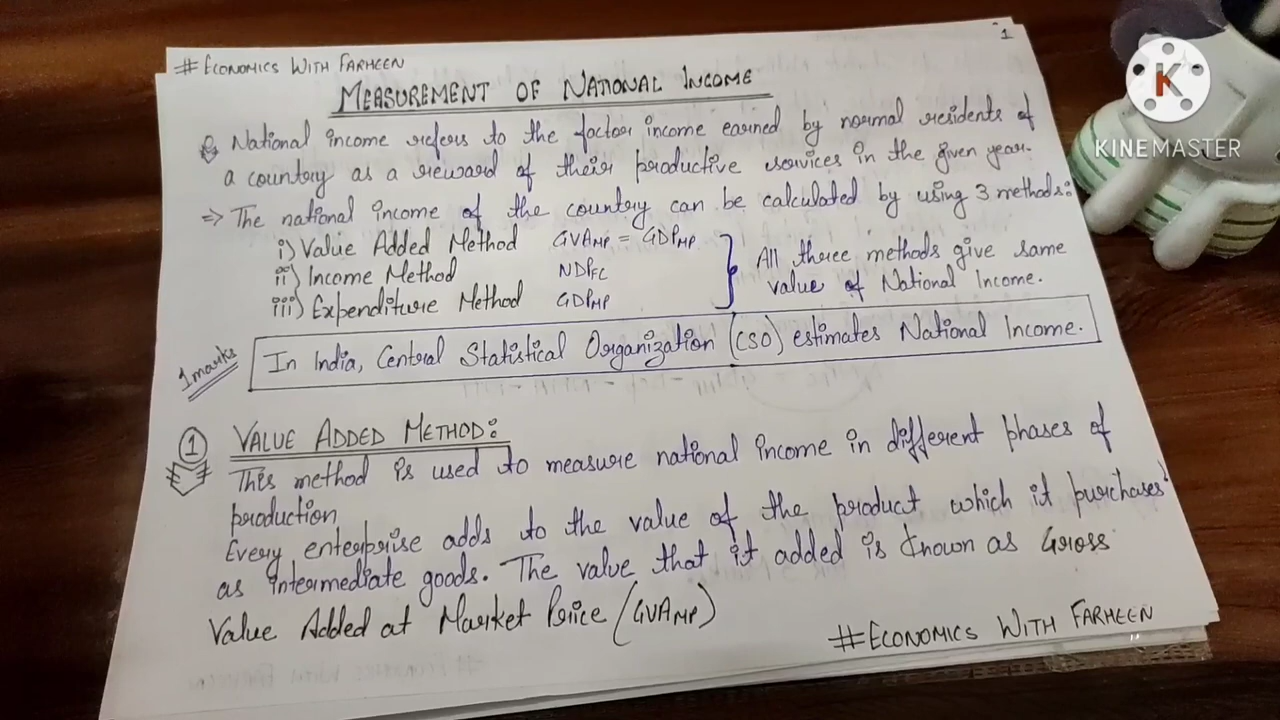 1
# ECONOMICS WITH FARHEEN
MEASUREMENT OF NATIONAL INCOME
National income refers to the factor income earned by normal residents of
a country as a reward of their productive services in the given year.
⇒ The national income of the country can be calculated by using 3 methods:
i) Value Added Method GVAMP = GDPMP
ii) Income Method NDPFC
iii) Expenditure Method GDPMP
} All three methods give same
value of National Income.
1marks
In India, Central Statistical Organization (CSO) estimates National Income.
1 VALUE ADDED METHOD:
This method is used to measure national income in different phases of
production
Every enterprise adds to the value of the product which it purchases
as intermediate goods. The value that it added is known as Gross
Value Added at Market Price (GVAMP)
# ECONOMICS WITH FARHEEN
K
KINEMASTER